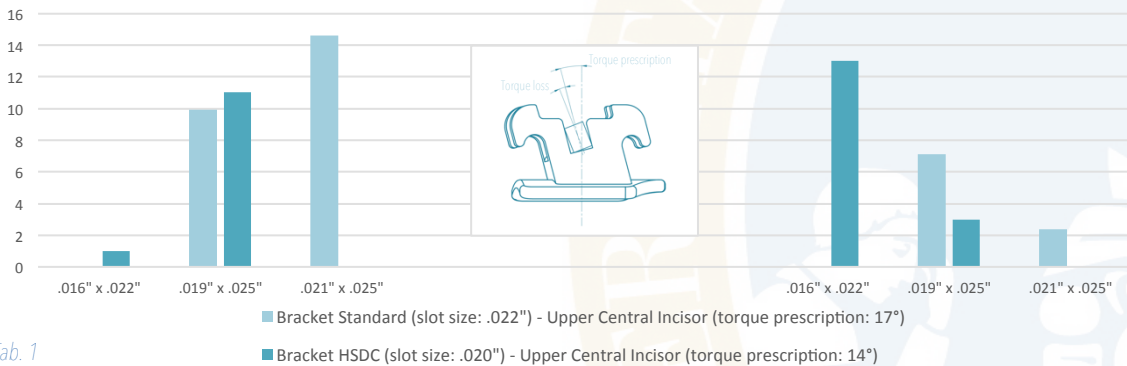 16
14
12
10
8
6
4
2
0
Torque prescription
Torque loss
.016" x .022" .019" x .025" .021" x .025" .016" x .022" .019" x .025" .021" x .025"
Bracket Standard (slot size: .022") - Upper Central Incisor (torque prescription: 17°)
Bracket HSDC (slot size: .020") - Upper Central Incisor (torque prescription: 14°)
ab. 1